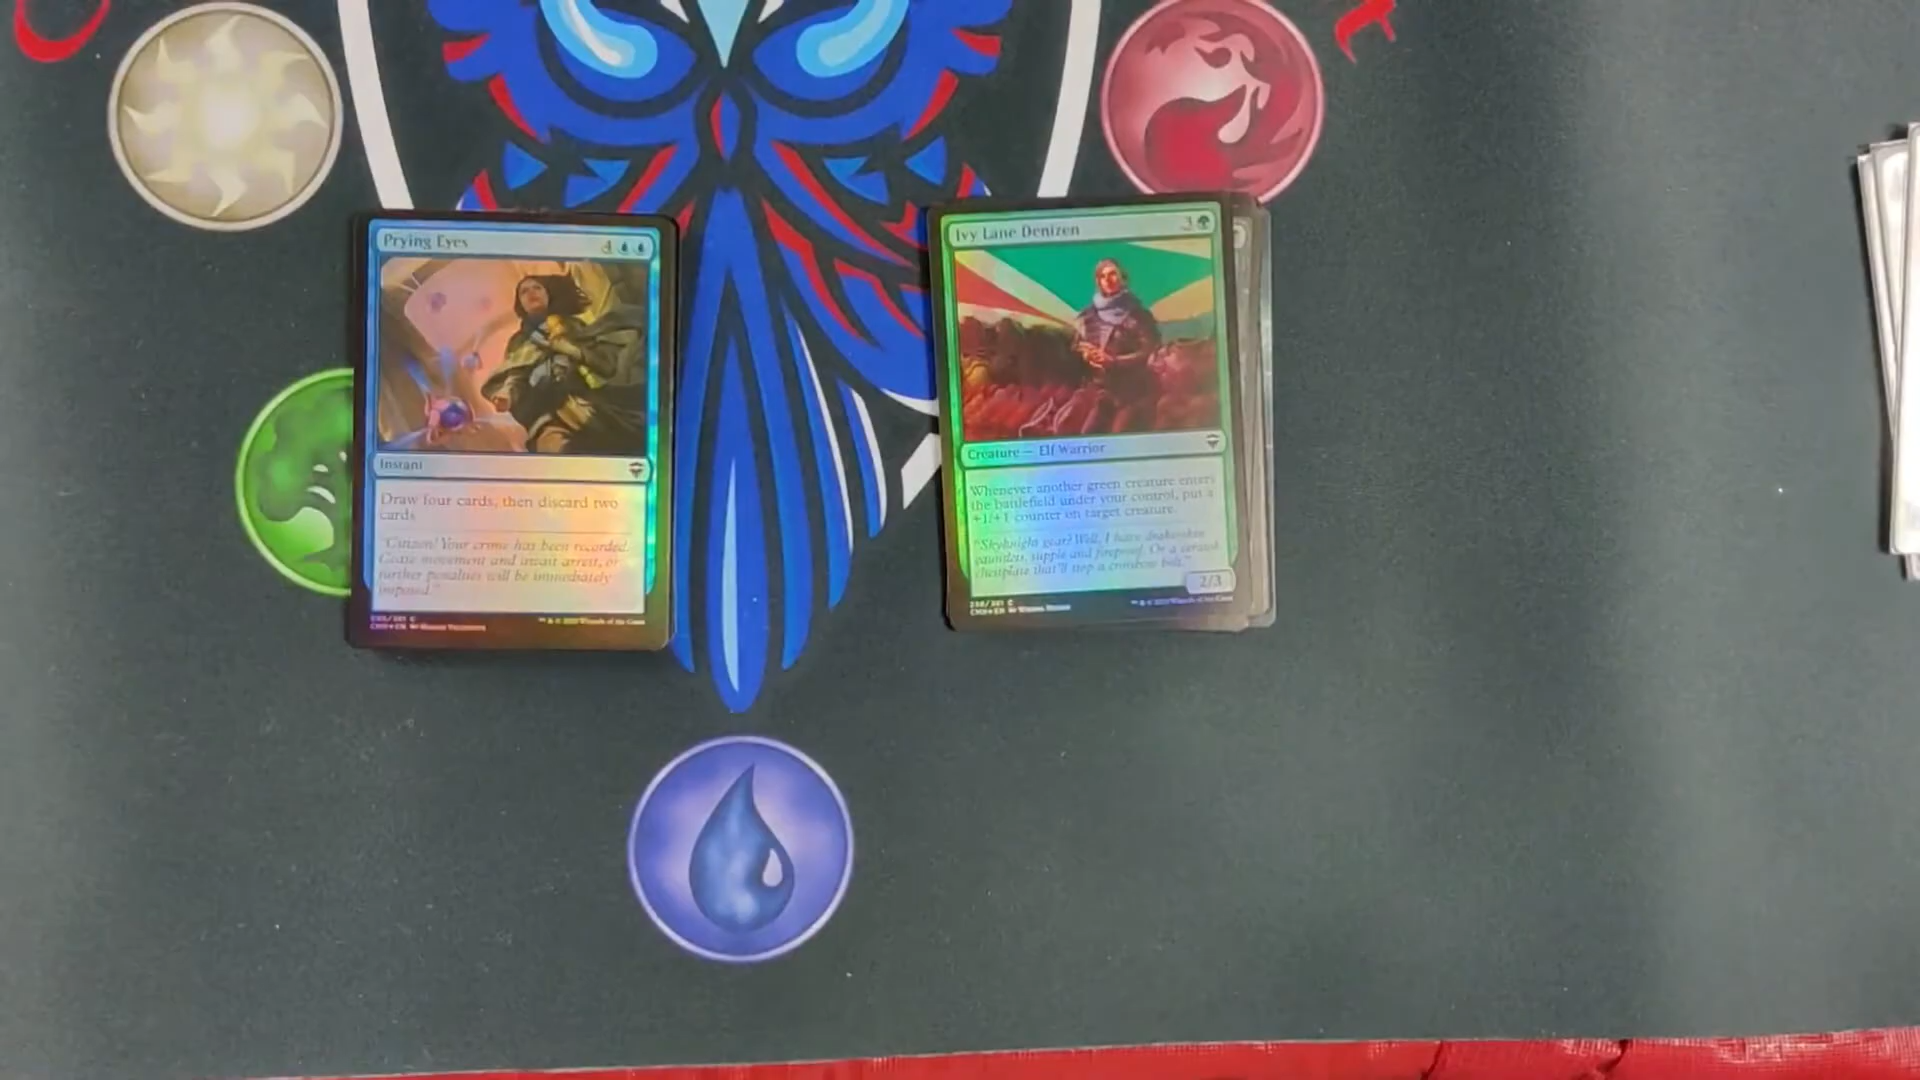 Prying Eyes 4
Instant
Draw four cards, then discard two
cards
"Citizen! Your crime has been recorded.
Cease movement and await arrest, or
further penalties will be immediately
imposed."
Ivy Lane Denizen 3
Creature — Elf Warrior
Whenever another green creature enters
the battlefield under your control, put a
+1/+1 counter on target creature.
"Skyknight gear? Well, I have drakeskin
gauntlets, supple and fireproof. Or a
chestplate that'll stop a crossbow bolt."
2/3